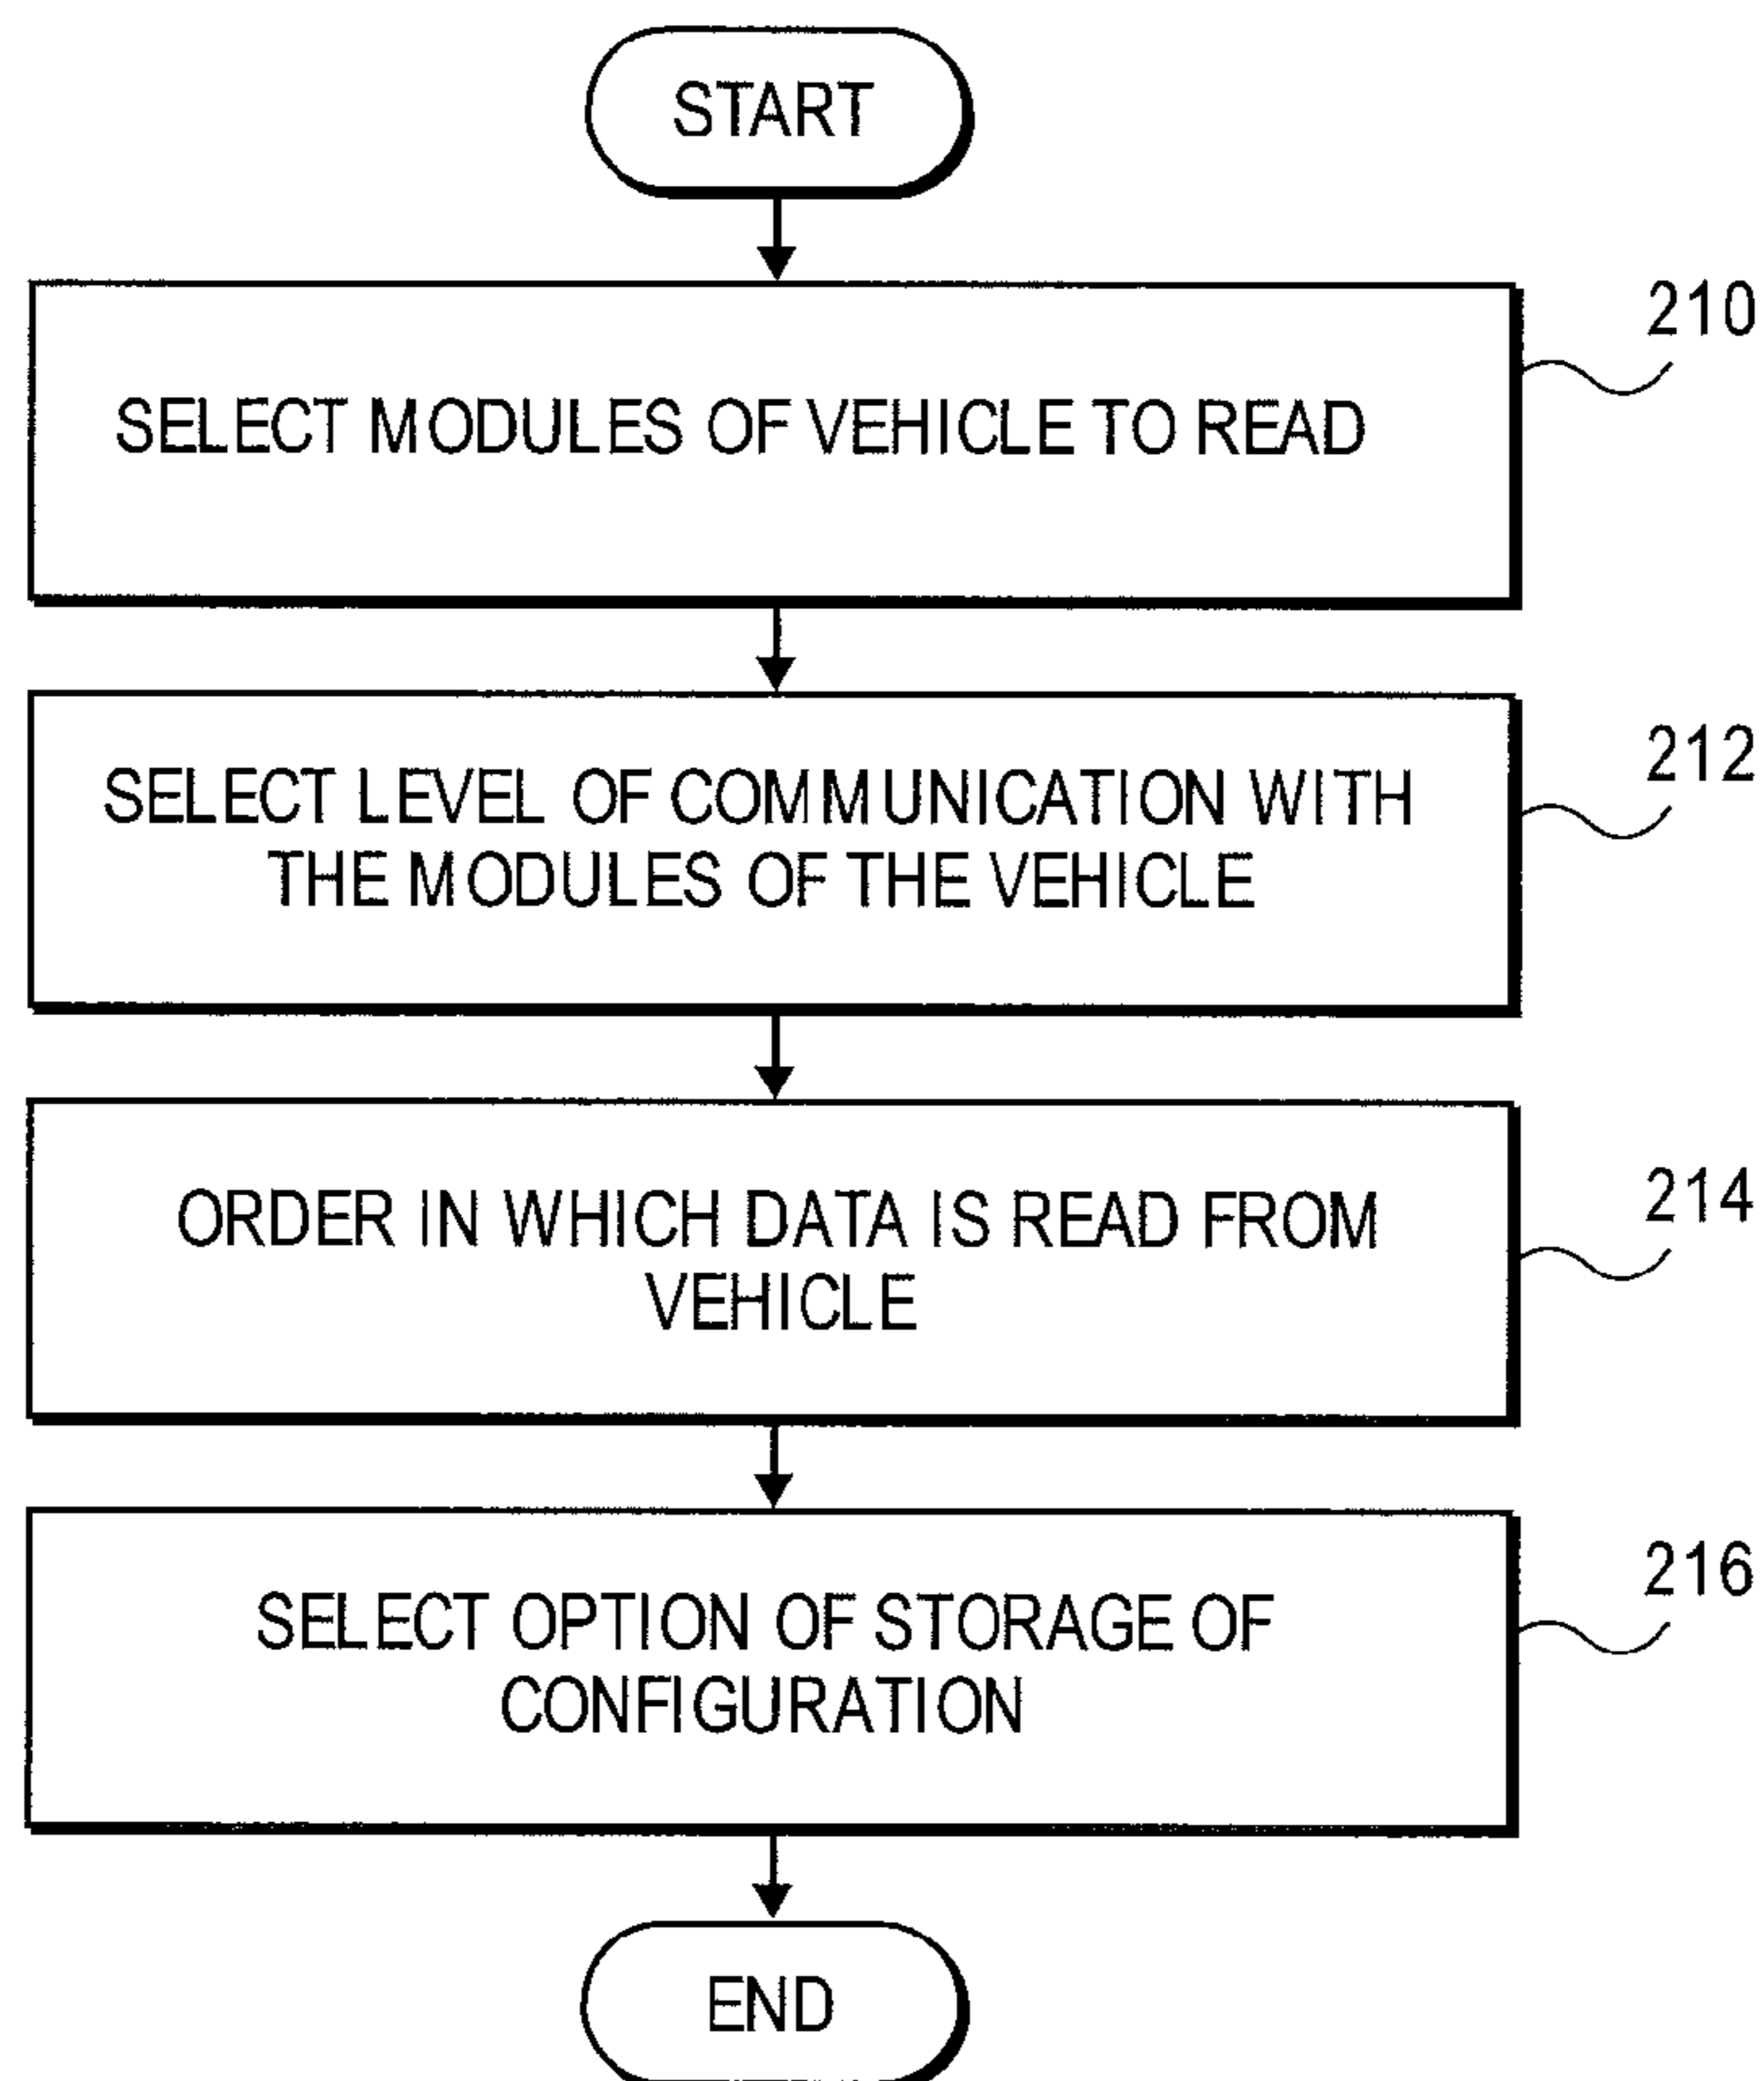 START
210
SELECT MODULES OF VEHICLE TO READ
212
SELECT LEVEL OF COMMUNICATION WITH
THE MODULES OF THE VEHICLE
214
ORDER IN WHICH DATA IS READ FROM
VEHICLE
216
SELECT OPTION OF STORAGE OF
CONFIGURATION
END